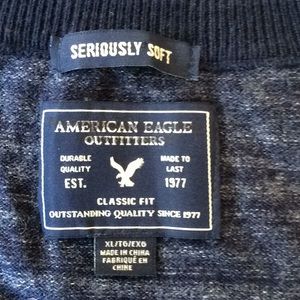 SERIOUSLY SOFT
AMERICAN EAGLE
OUTFITTERS
DURABLE
QUALITY
EST.
MADE TO
LAST
1977
CLASSIC FIT
OUTSTANDING QUALITY SINCE 1977
XL/TG/EXG
MADE IN CHINA
FABRIQUÉ EN
CHINE